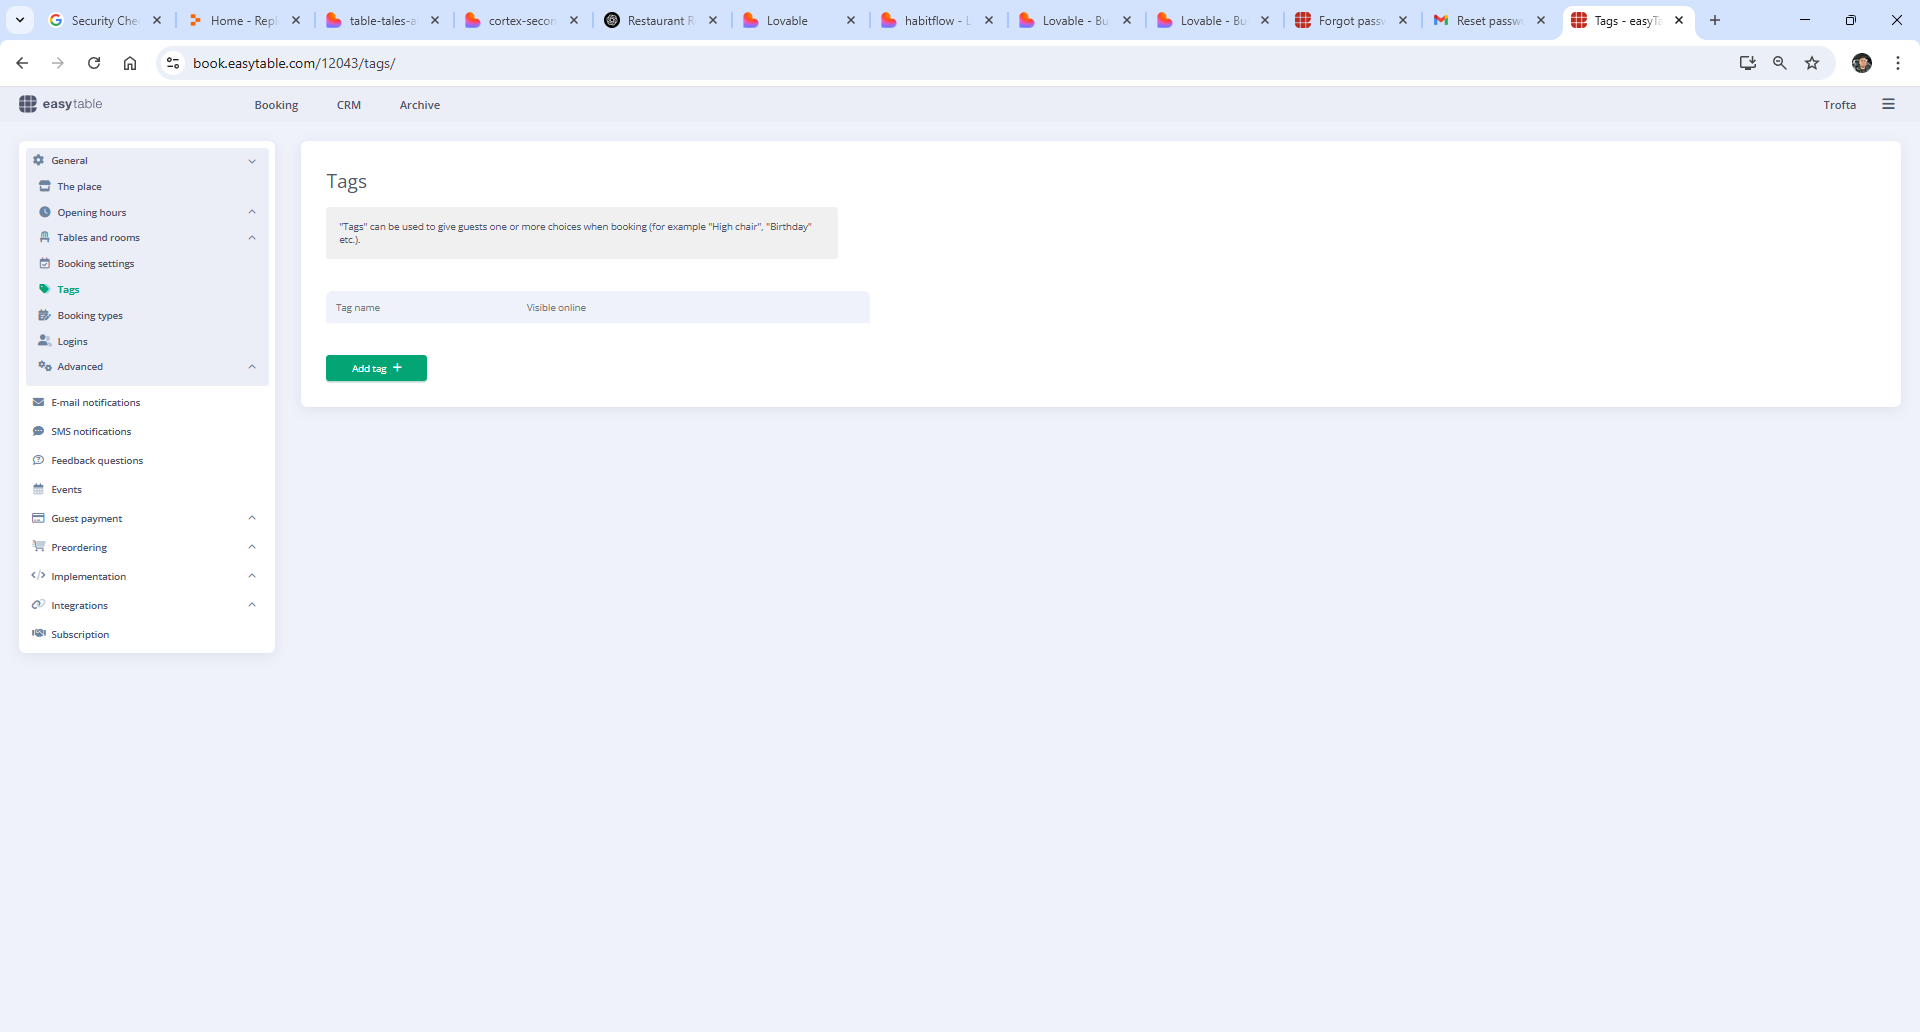 Security Che
Home - Repl
table-tales-a
cortex-secon
Restaurant R
Lovable
habitflow - L
Lovable - Bu
Lovable - Bu
Forgot passw
Reset passwo
Tags - easyTa
book.easytable.com/12043/tags/
easytable
Booking
CRM
Archive
Trofta
General
The place
Opening hours
Tables and rooms
Booking settings
Tags
Booking types
Logins
Advanced
E-mail notifications
SMS notifications
Feedback questions
Events
Guest payment
Preordering
Implementation
Integrations
Subscription
Tags
"Tags" can be used to give guests one or more choices when booking (for example "High chair", "Birthday"
etc.).
Tag name
Visible online
Add tag +